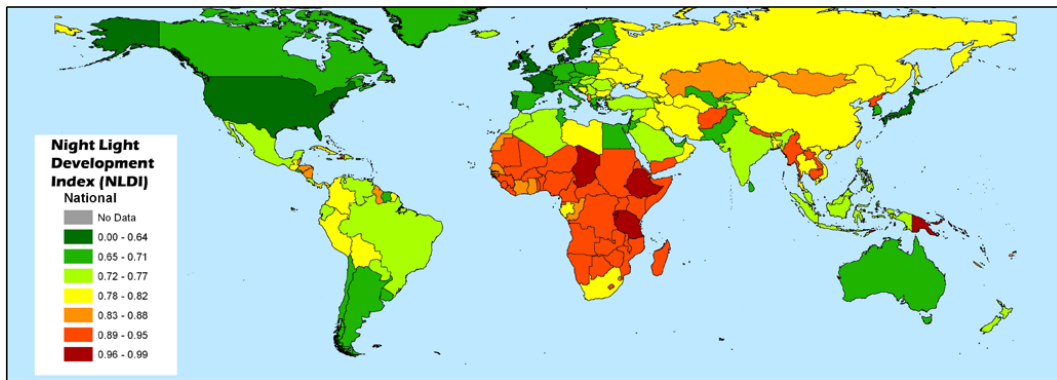 Night Light
Development
Index (NLDI)
National
No Data
0.00 - 0.64
0.65 - 0.71
0.72 - 0.77
0.78 - 0.82
0.83 - 0.88
0.89 - 0.95
0.96 - 0.99